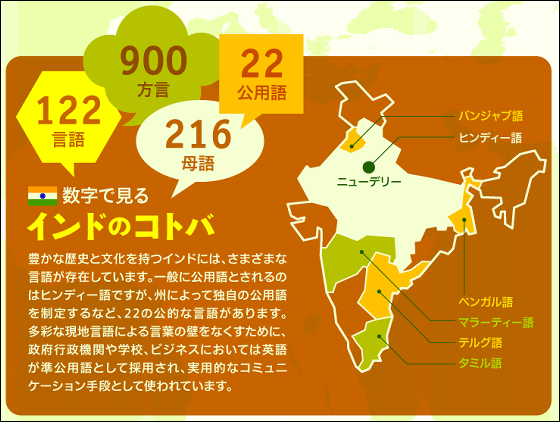 900
方言
22
公用語
122
言語
216
母語
数字で見る
インドのコトバ
豊かな歴史と文化を持つインドには、さまざまな
言語が存在しています。一般に公用語とされるの
はヒンディー語ですが、州によって独自の公用語
を制定するなど、22の公的な言語があります。
多彩な現地言語による言葉の壁をなくすために、
政府行政機関や学校、ビジネスにおいては英語
が準公用語として採用され、実用的なコミュニ
ケーション手段として使われています。
パンジャブ語
ヒンディー語
ニューデリー
ベンガル語
マラーティー語
テルグ語
タミル語